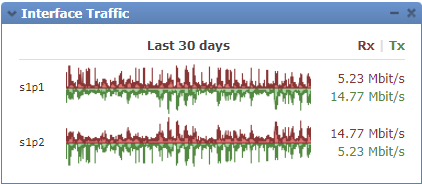 Interface Traffic
Last 30 days Rx | Tx
s1p1 5.23 Mbit/s
14.77 Mbit/s
s1p2 14.77 Mbit/s
5.23 Mbit/s